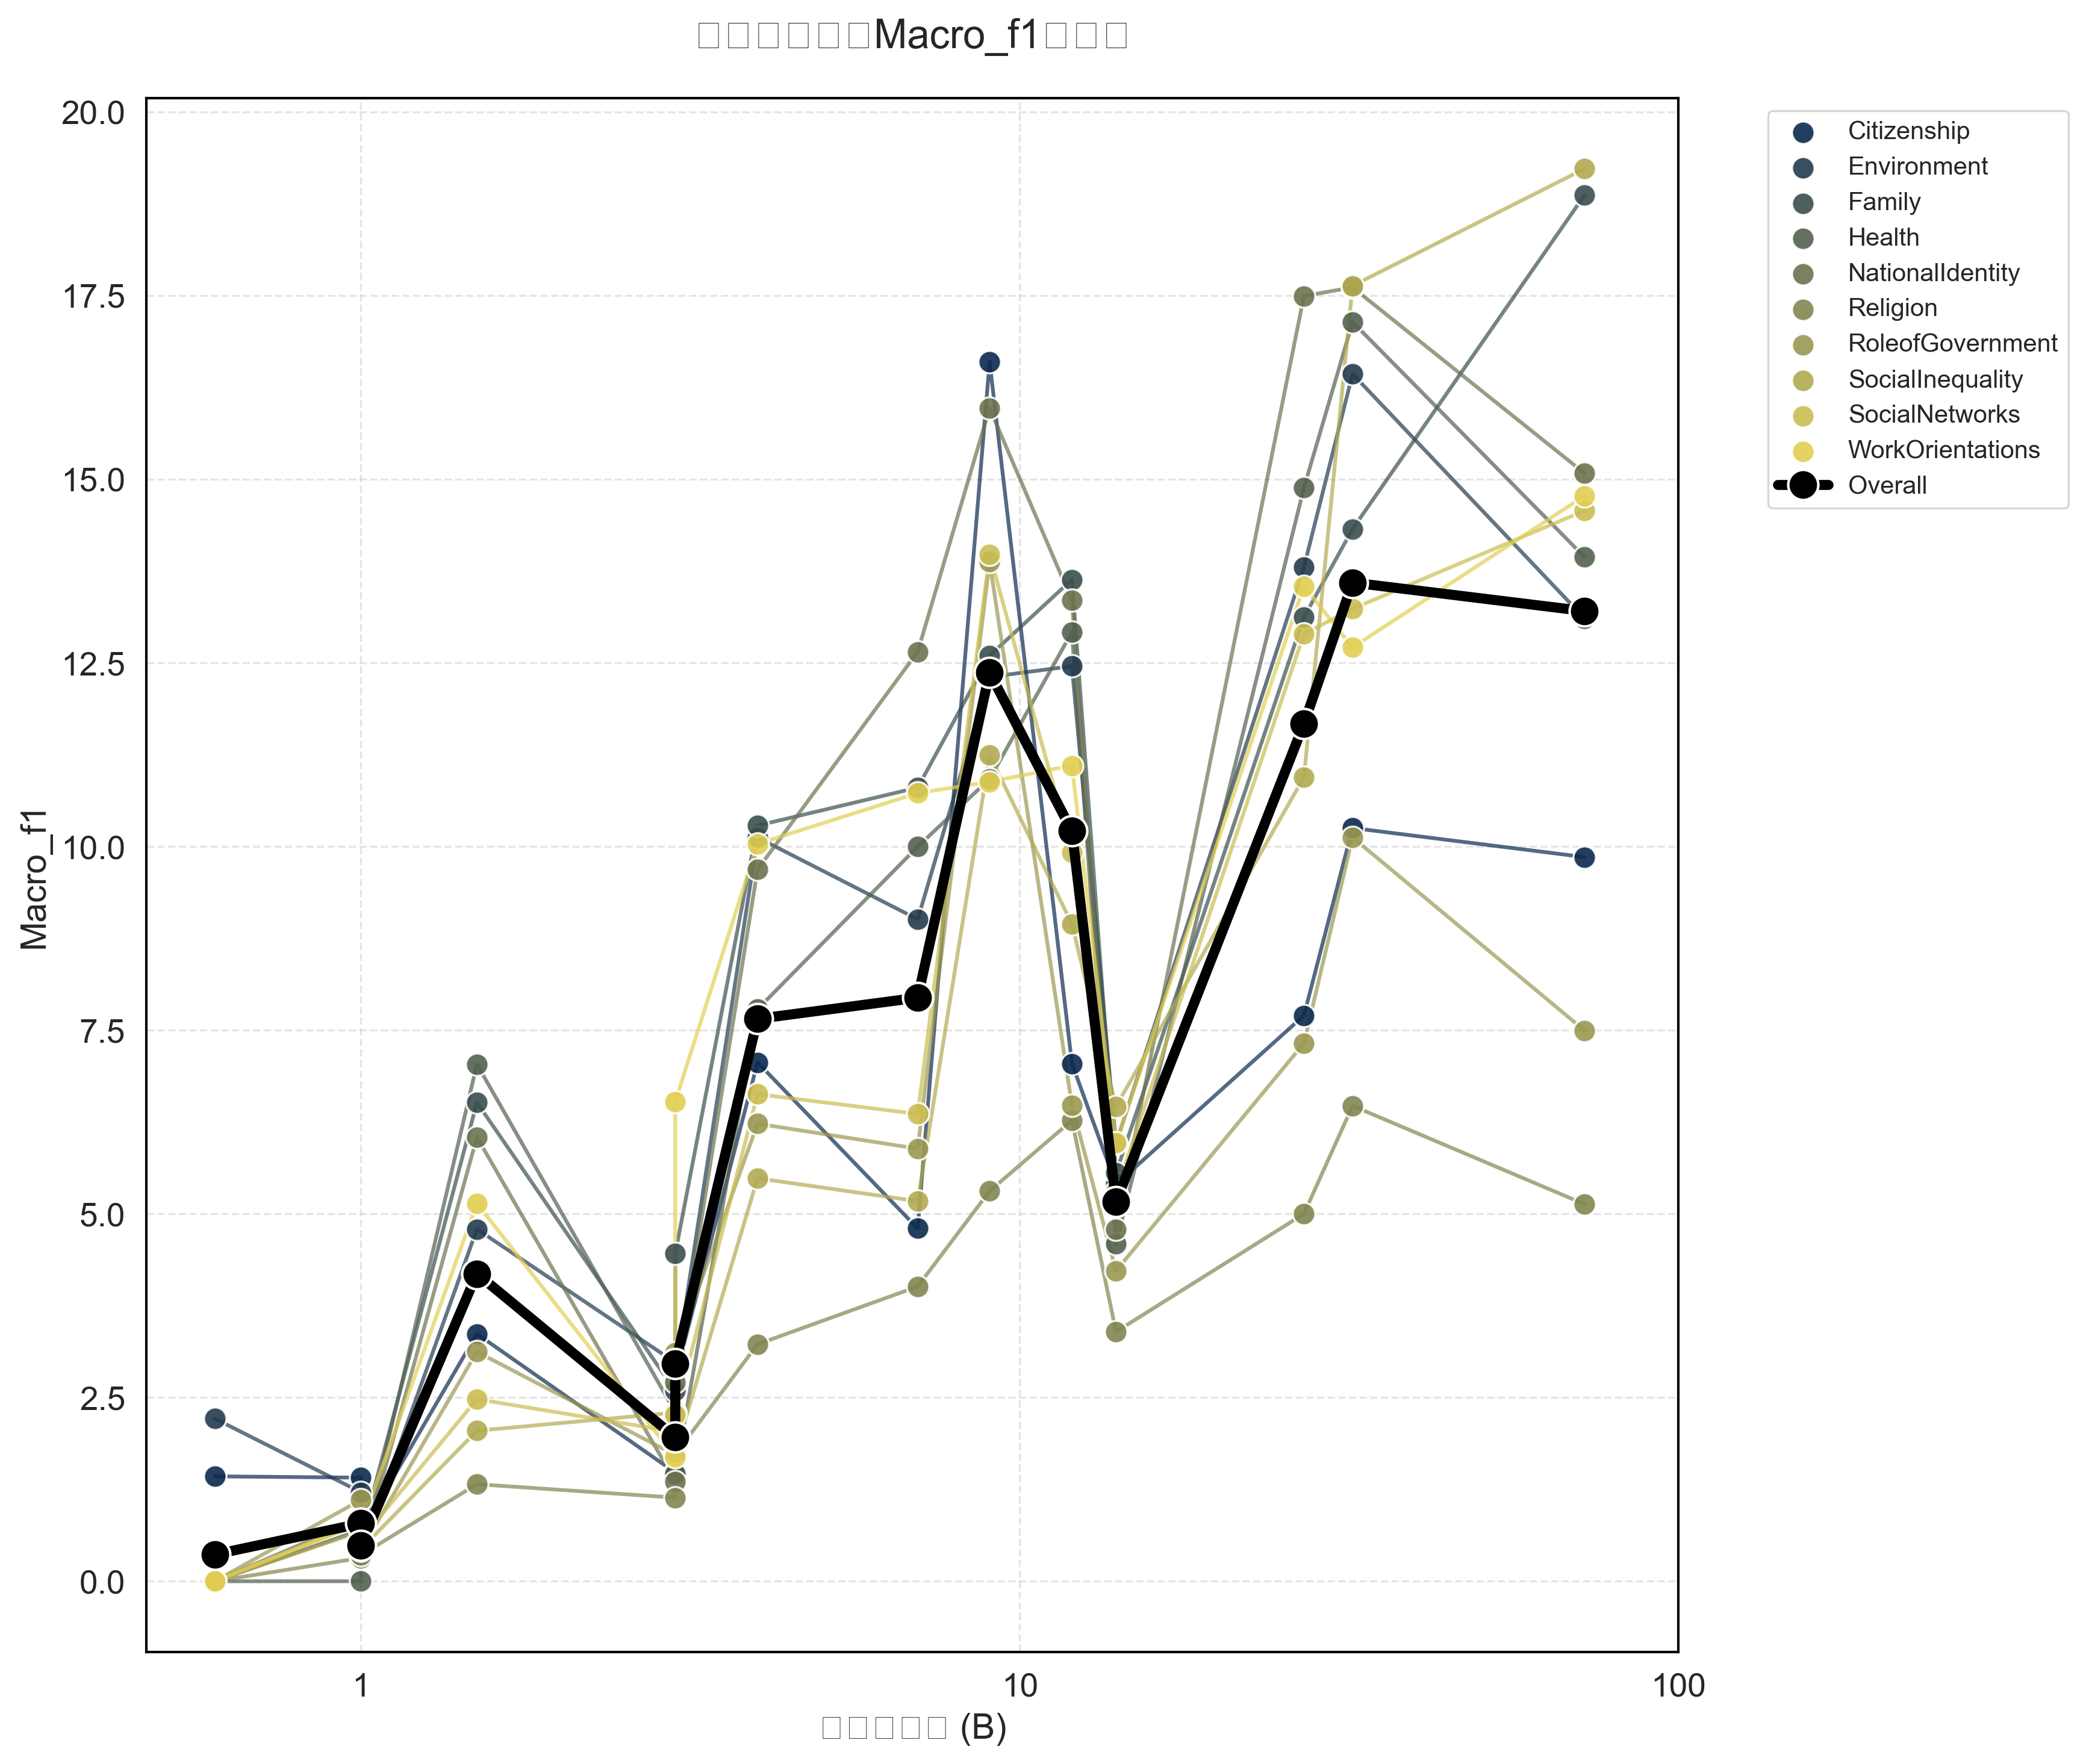 Macro_f1
20.0
17.5
15.0
12.5
10.0
7.5
5.0
2.5
0.0
Macro_f1
1
10
100
(B)
Citizenship
Environment
Family
Health
NationalIdentity
Religion
RoleofGovernment
SocialInequality
SocialNetworks
WorkOrientations
Overall